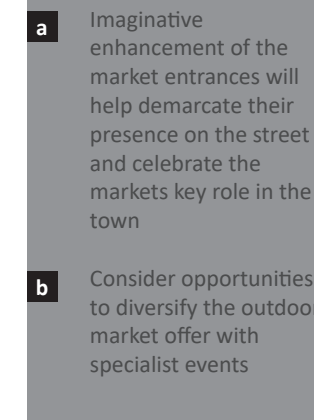 a Imaginative
enhancement of the
market entrances will
help demarcate their
presence on the street
and celebrate the
markets key role in the
town
b Consider opportunities
to diversify the outdoor
market offer with
specialist events